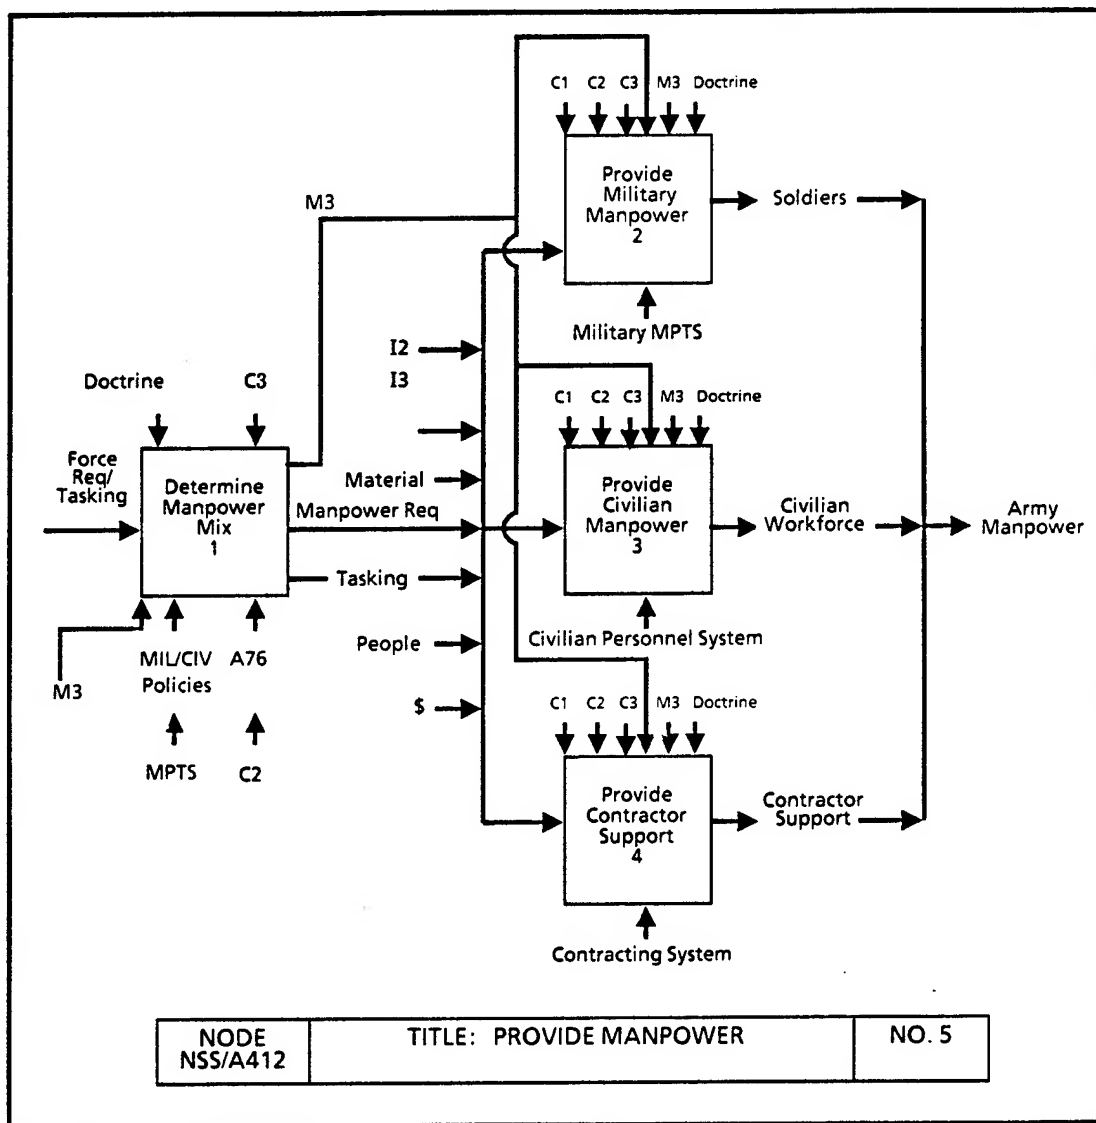 C1 C2 C3 M3 Doctrine
Provide
Military
Manpower
2
Soldiers
M3
Military MPTS
I2
I3
Doctrine
C3
C1 C2 C3 M3 Doctrine
Force
Req/
Tasking
Determine
Manpower
Mix
1
Material
Manpower Req
Tasking
Provide
Civilian
Manpower
3
Civilian
Workforce
Army
Manpower
People
Civilian Personnel System
M3
MIL/CIV
Policies
A76
MPTS
C2
$
C1 C2 C3 M3 Doctrine
Provide
Contractor
Support
4
Contractor
Support
Contracting System
NODE
NSS/A412
TITLE: PROVIDE MANPOWER
NO. 5